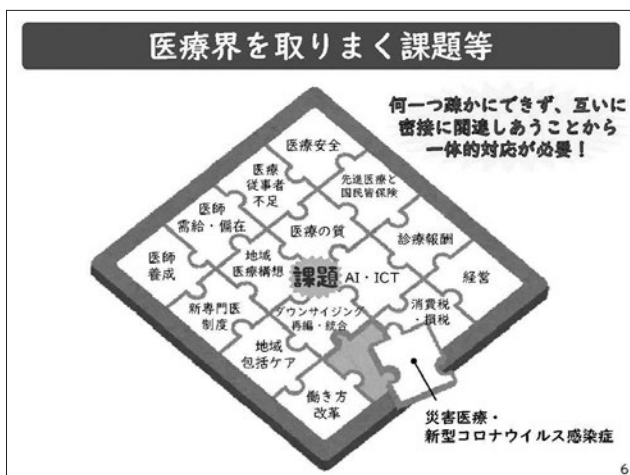 医療界を取りまく課題等
何一つ疎かにできず、互いに
密接に関連しあうことから
一体的対応が必要！
医療安全
医療
従事者
不足
先進医療と
国民皆保険
医師
需給・偏在
医療の質
診療報酬
医師
養成
地域
医療構想
課題
AI・ICT
経営
新専門医
制度
ダウンサイジング
再編・統合
消費税
・損税
地域
包括ケア
働き方
改革
災害医療・
新型コロナウイルス感染症
6